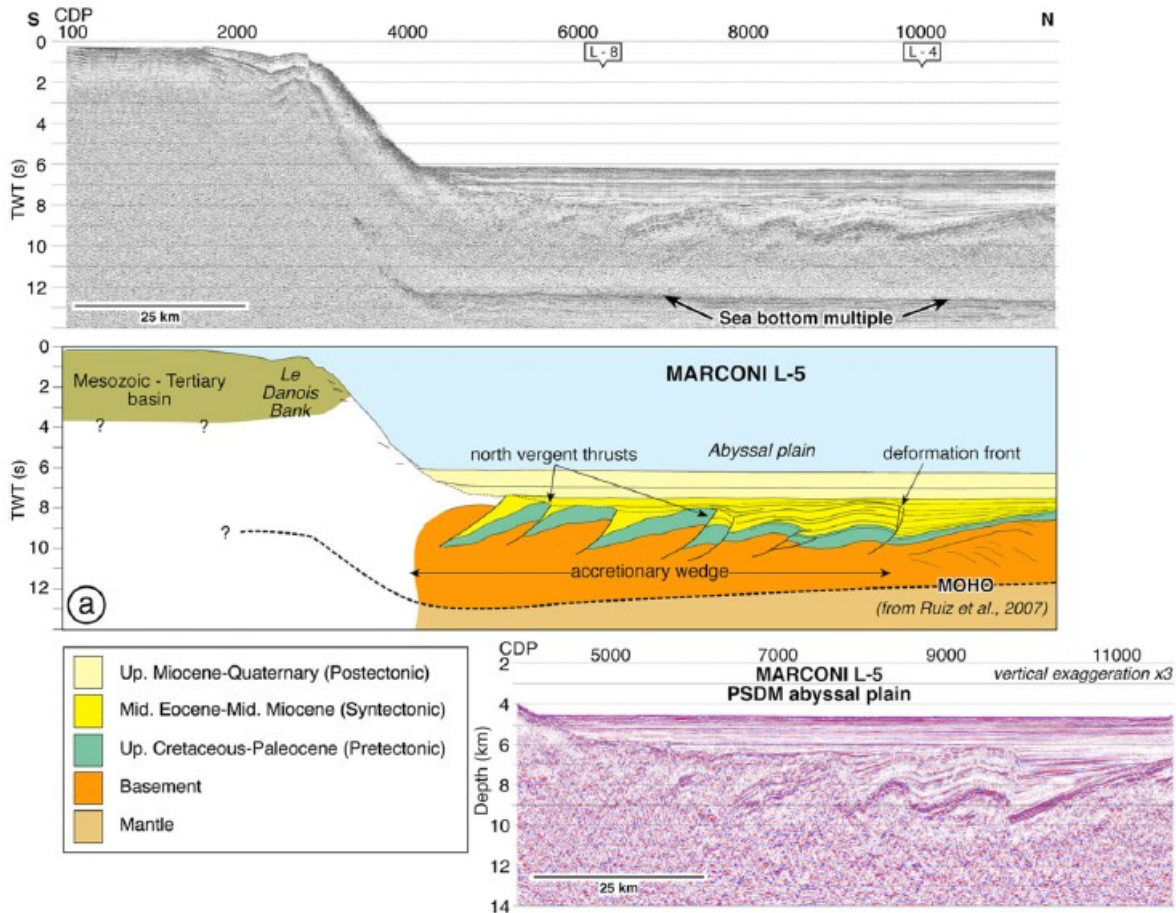 S CDP N
100 2000 4000 6000 8000 10000
L - 8 L - 4
0
2
4
6
8
10
12
TWT (s)
25 km
Sea bottom multiple
0
2
4
6
8
10
12
TWT (s)
Mesozoic - Tertiary
basin
Le
Danois
Bank
? ?
MARCONI L-5
Abyssal plain
north vergent thrusts
deformation front
?
accretionary wedge
MOHO
(from Ruiz et al., 2007)
a
Up. Miocene-Quaternary (Postectonic)
Mid. Eocene-Mid. Miocene (Syntectonic)
Up. Cretaceous-Paleocene (Pretectonic)
Basement
Mantle
CDP 5000 7000 9000 11000
MARCONI L-5 vertical exaggeration x3
PSDM abyssal plain
2
4
6
8
10
12
14
Depth (km)
25 km